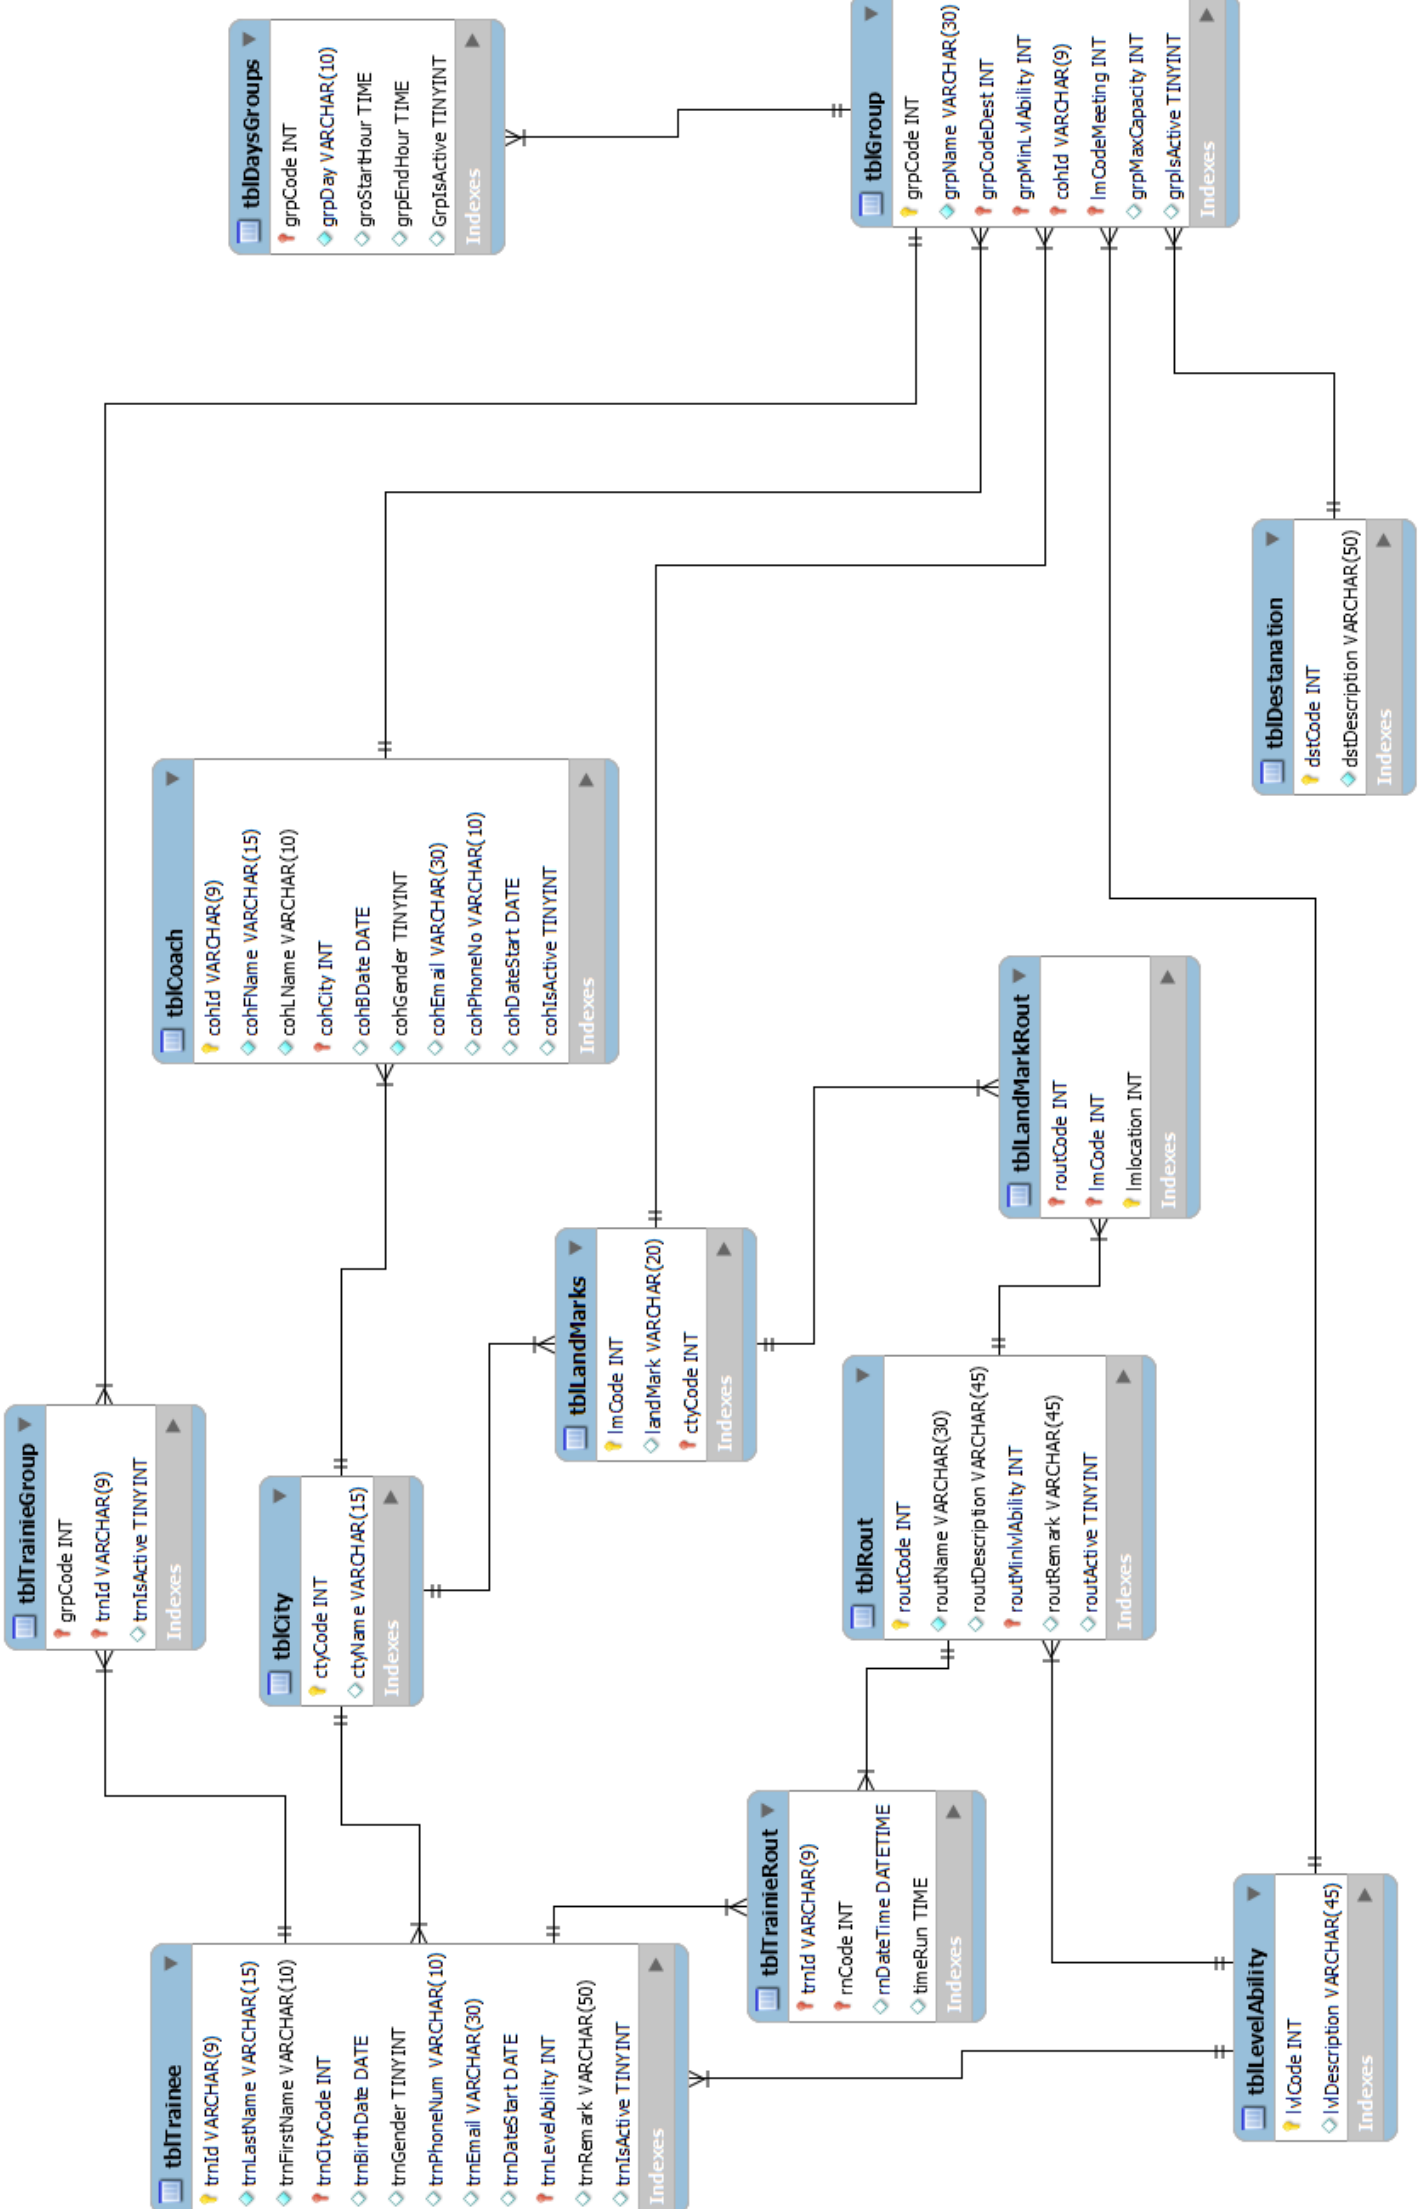 tblTrainee
trnId VARCHAR(9)
trnLastName VARCHAR(15)
trnFirstName VARCHAR(10)
trnCityCode INT
trnBirthDate DATE
trnGender TINYINT
trnPhoneNum VARCHAR(10)
trnEmail VARCHAR(30)
trnDateStart DATE
trnLevelAbility INT
trnRemark VARCHAR(50)
trnIsActive TINYINT
Indexes
tblTrainieGroup
grpCode INT
trnId VARCHAR(9)
trnIsActive TINYINT
Indexes
tblCity
ctyCode INT
ctyName VARCHAR(15)
Indexes
tblCoach
cohId VARCHAR(9)
cohFName VARCHAR(15)
cohLName VARCHAR(10)
cohCity INT
cohBDate DATE
cohGender TINYINT
cohEmail VARCHAR(30)
cohPhoneNo VARCHAR(10)
cohDateStart DATE
cohIsActive TINYINT
Indexes
tblDaysGroups
grpCode INT
grpDay VARCHAR(10)
groStartHour TIME
grpEndHour TIME
GrpIsActive TINYINT
Indexes
tblLandMarks
lmCode INT
landMark VARCHAR(20)
ctyCode INT
Indexes
tblTrainieRout
trnId VARCHAR(9)
rnCode INT
rnDateTime DATETIME
timeRun TIME
Indexes
tblRout
routCode INT
routName VARCHAR(30)
routDescription VARCHAR(45)
routMinlvlAbility INT
routRemark VARCHAR(45)
routActive TINYINT
Indexes
tblLandMarkRout
routCode INT
lmCode INT
lmlocation INT
Indexes
tblGroup
grpCode INT
grpName VARCHAR(30)
grpCodeDest INT
grpMinLvlAbility INT
cohId VARCHAR(9)
lmCodeMeeting INT
grpMaxCapacity INT
grpIsActive TINYINT
Indexes
tblLevelAbility
lvlCode INT
lvlDescription VARCHAR(45)
Indexes
tblDestanation
dstCode INT
dstDescription VARCHAR(50)
Indexes